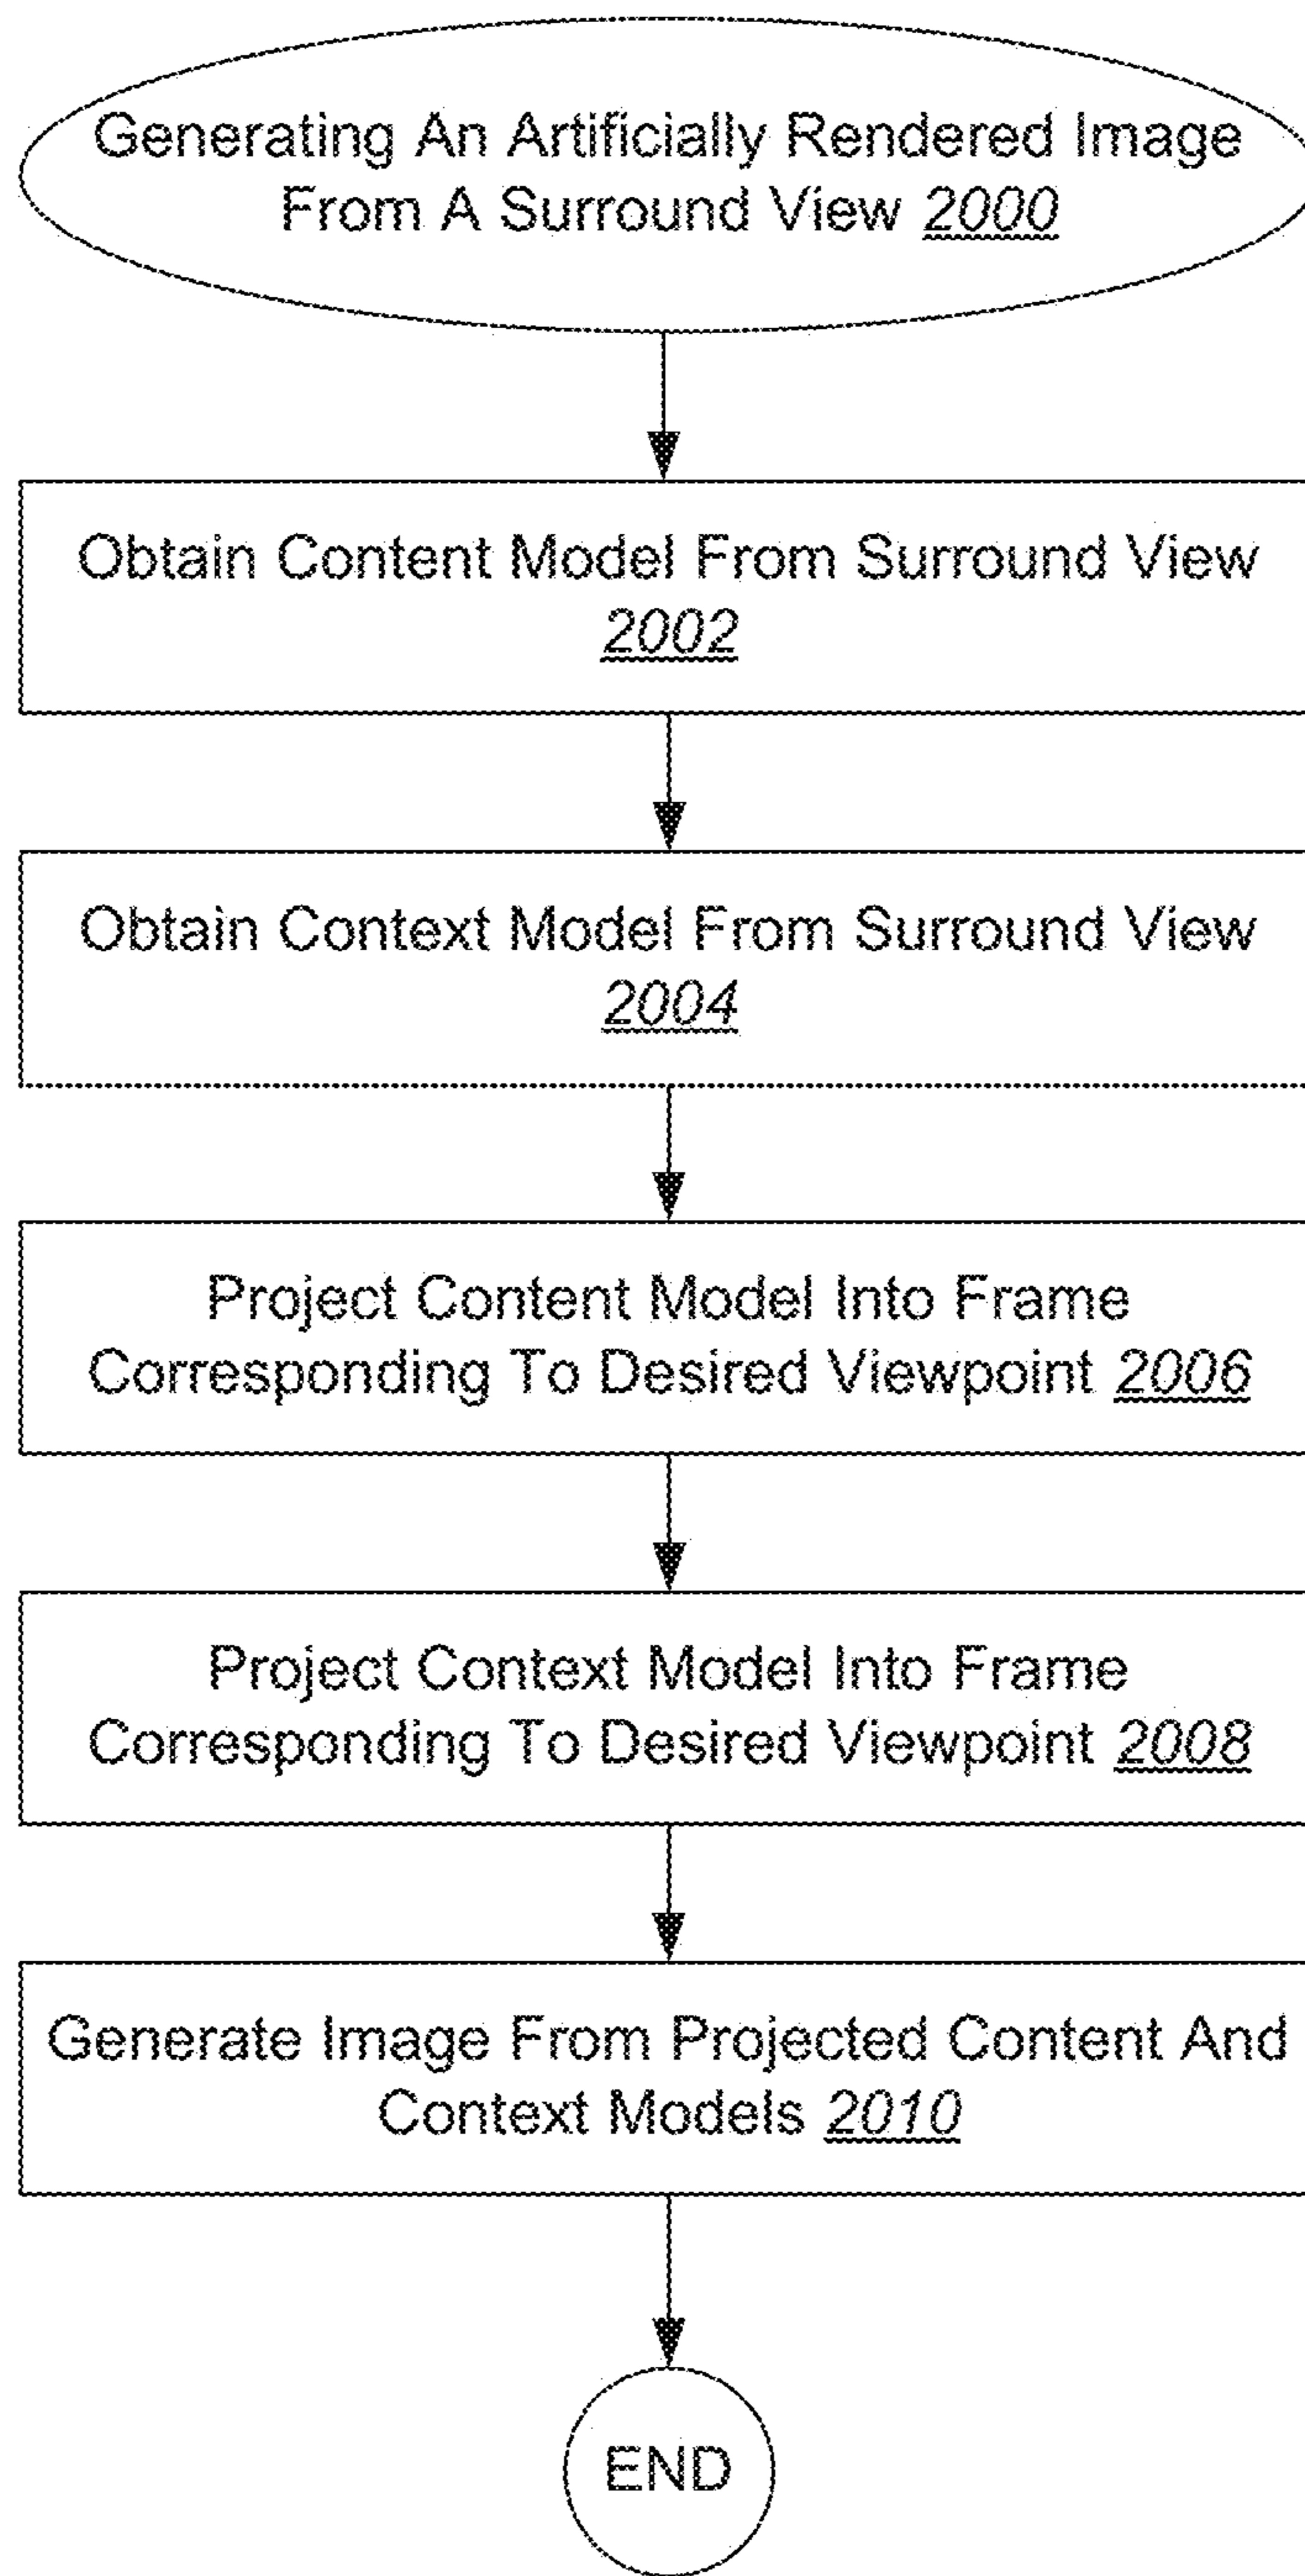 Generating An Artificially Rendered Image
From A Surround View 2000
Obtain Content Model From Surround View
2002
Obtain Context Model From Surround View
2004
Project Content Model Into Frame
Corresponding To Desired Viewpoint 2006
Project Context Model Into Frame
Corresponding To Desired Viewpoint 2008
Generate Image From Projected Content And
Context Models 2010
END